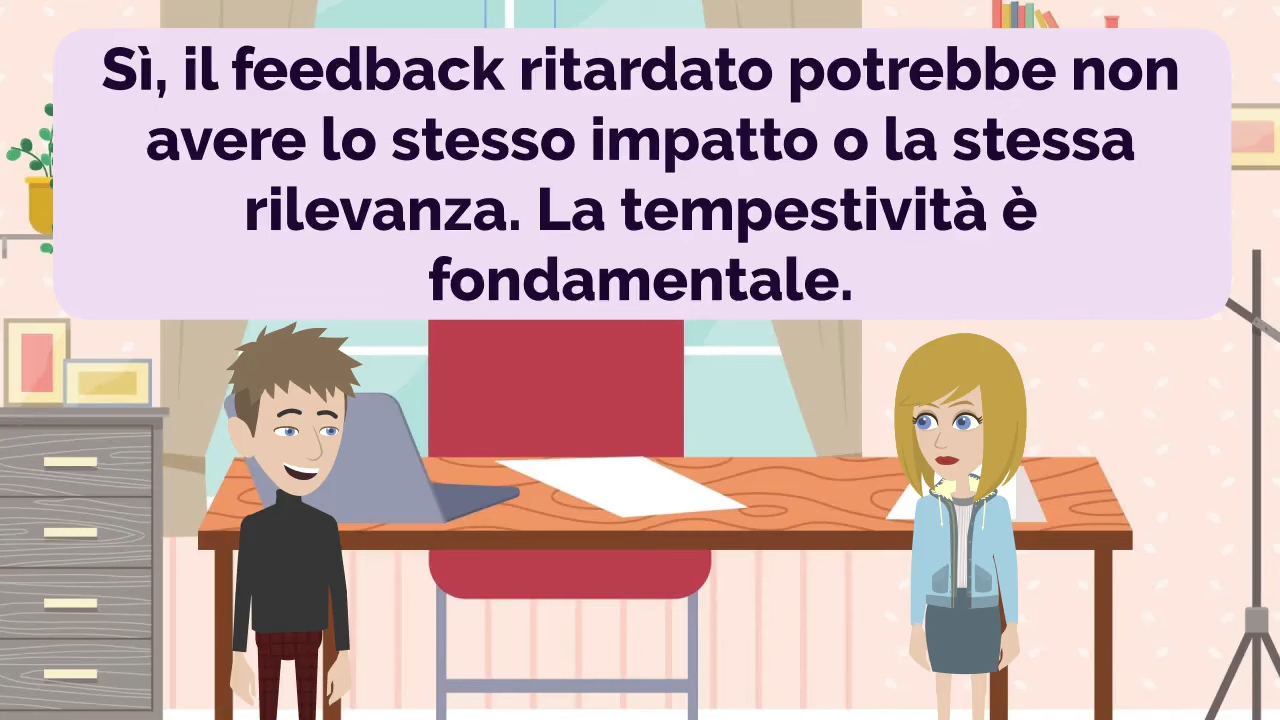 Sì, il feedback ritardato potrebbe non
avere lo stesso impatto o la stessa
rilevanza. La tempestività è
fondamentale.